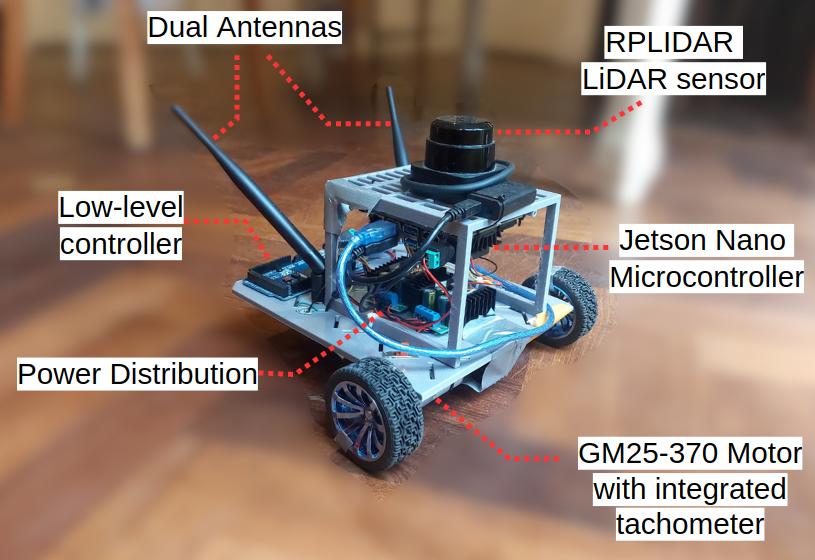 Dual Antennas
RPLIDAR
LiDAR sensor
Low-level
controller
Jetson Nano
Microcontroller
Power Distribution
GM25-370 Motor
with integrated
tachometer